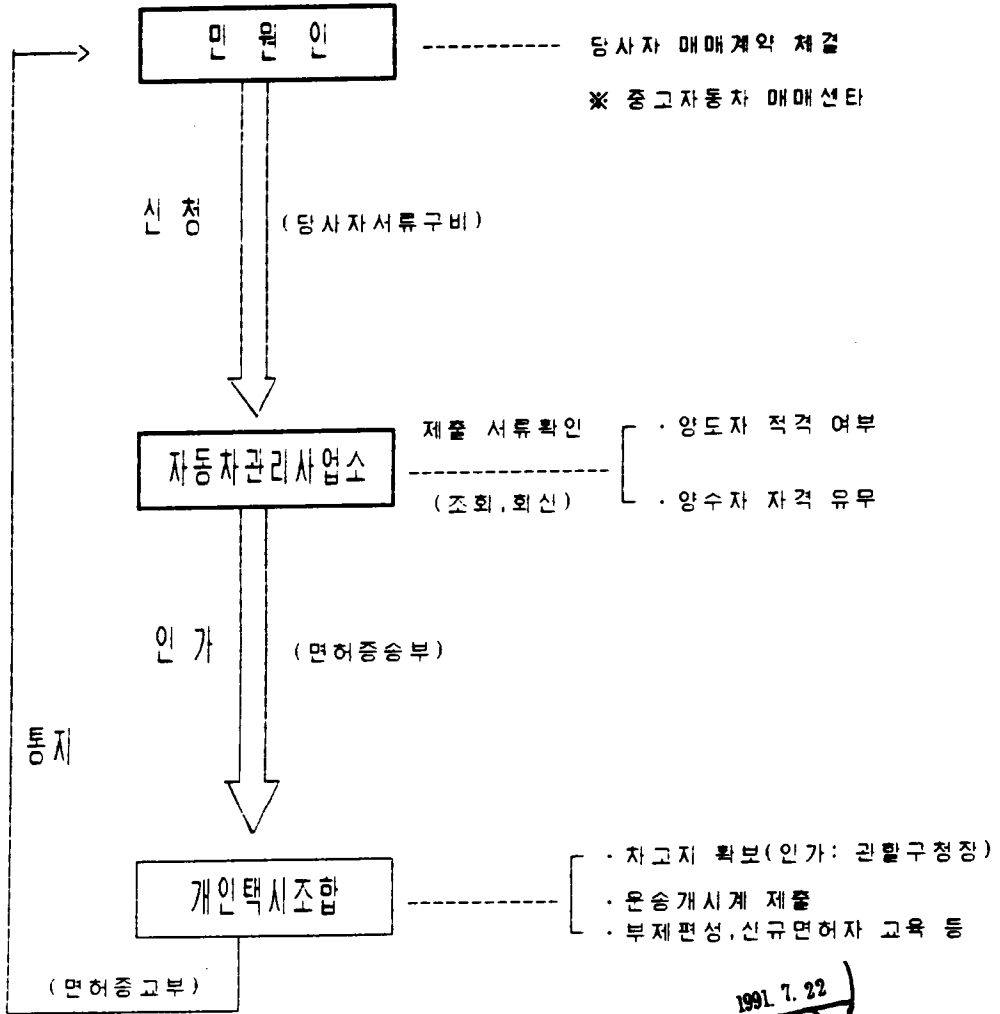 민 원 인
당사자 매매계약 체결
※ 중고자동차 매매센타
신 청
(당사자서류구비)
자동차관리사업소
제출 서류확인
(조회,회신)
· 양도자 적격 여부
· 양수자 자격 유무
인 가
(면허증송부)
통지
개인택시조합
· 차고지 확보(인가: 관할구청장)
· 운송개시계 제출
· 부제편성,신규면허자 교육 등
(면허증교부)
1991. 7. 22